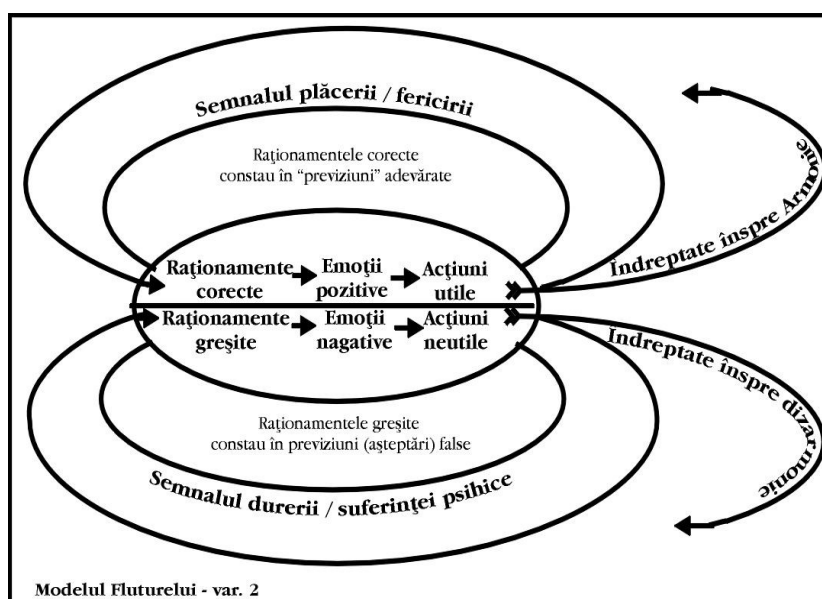 Semnalul plăcerii / fericirii
Raţionamentele corecte
constau în "previziuni" adevărate
Îndreptate înspre Armonie
Raţionamente
corecte
Emoţii
pozitive
Acţiuni
utile
Raţionamente
greşite
Emoţii
nagative
Acţiuni
neutile
Îndreptate înspre dizarmonie
Raţionamentele greşite
constau în previziuni (aşteptări) false
Semnalul durerii / suferinţei psihice
Modelul Fluturelui - var. 2